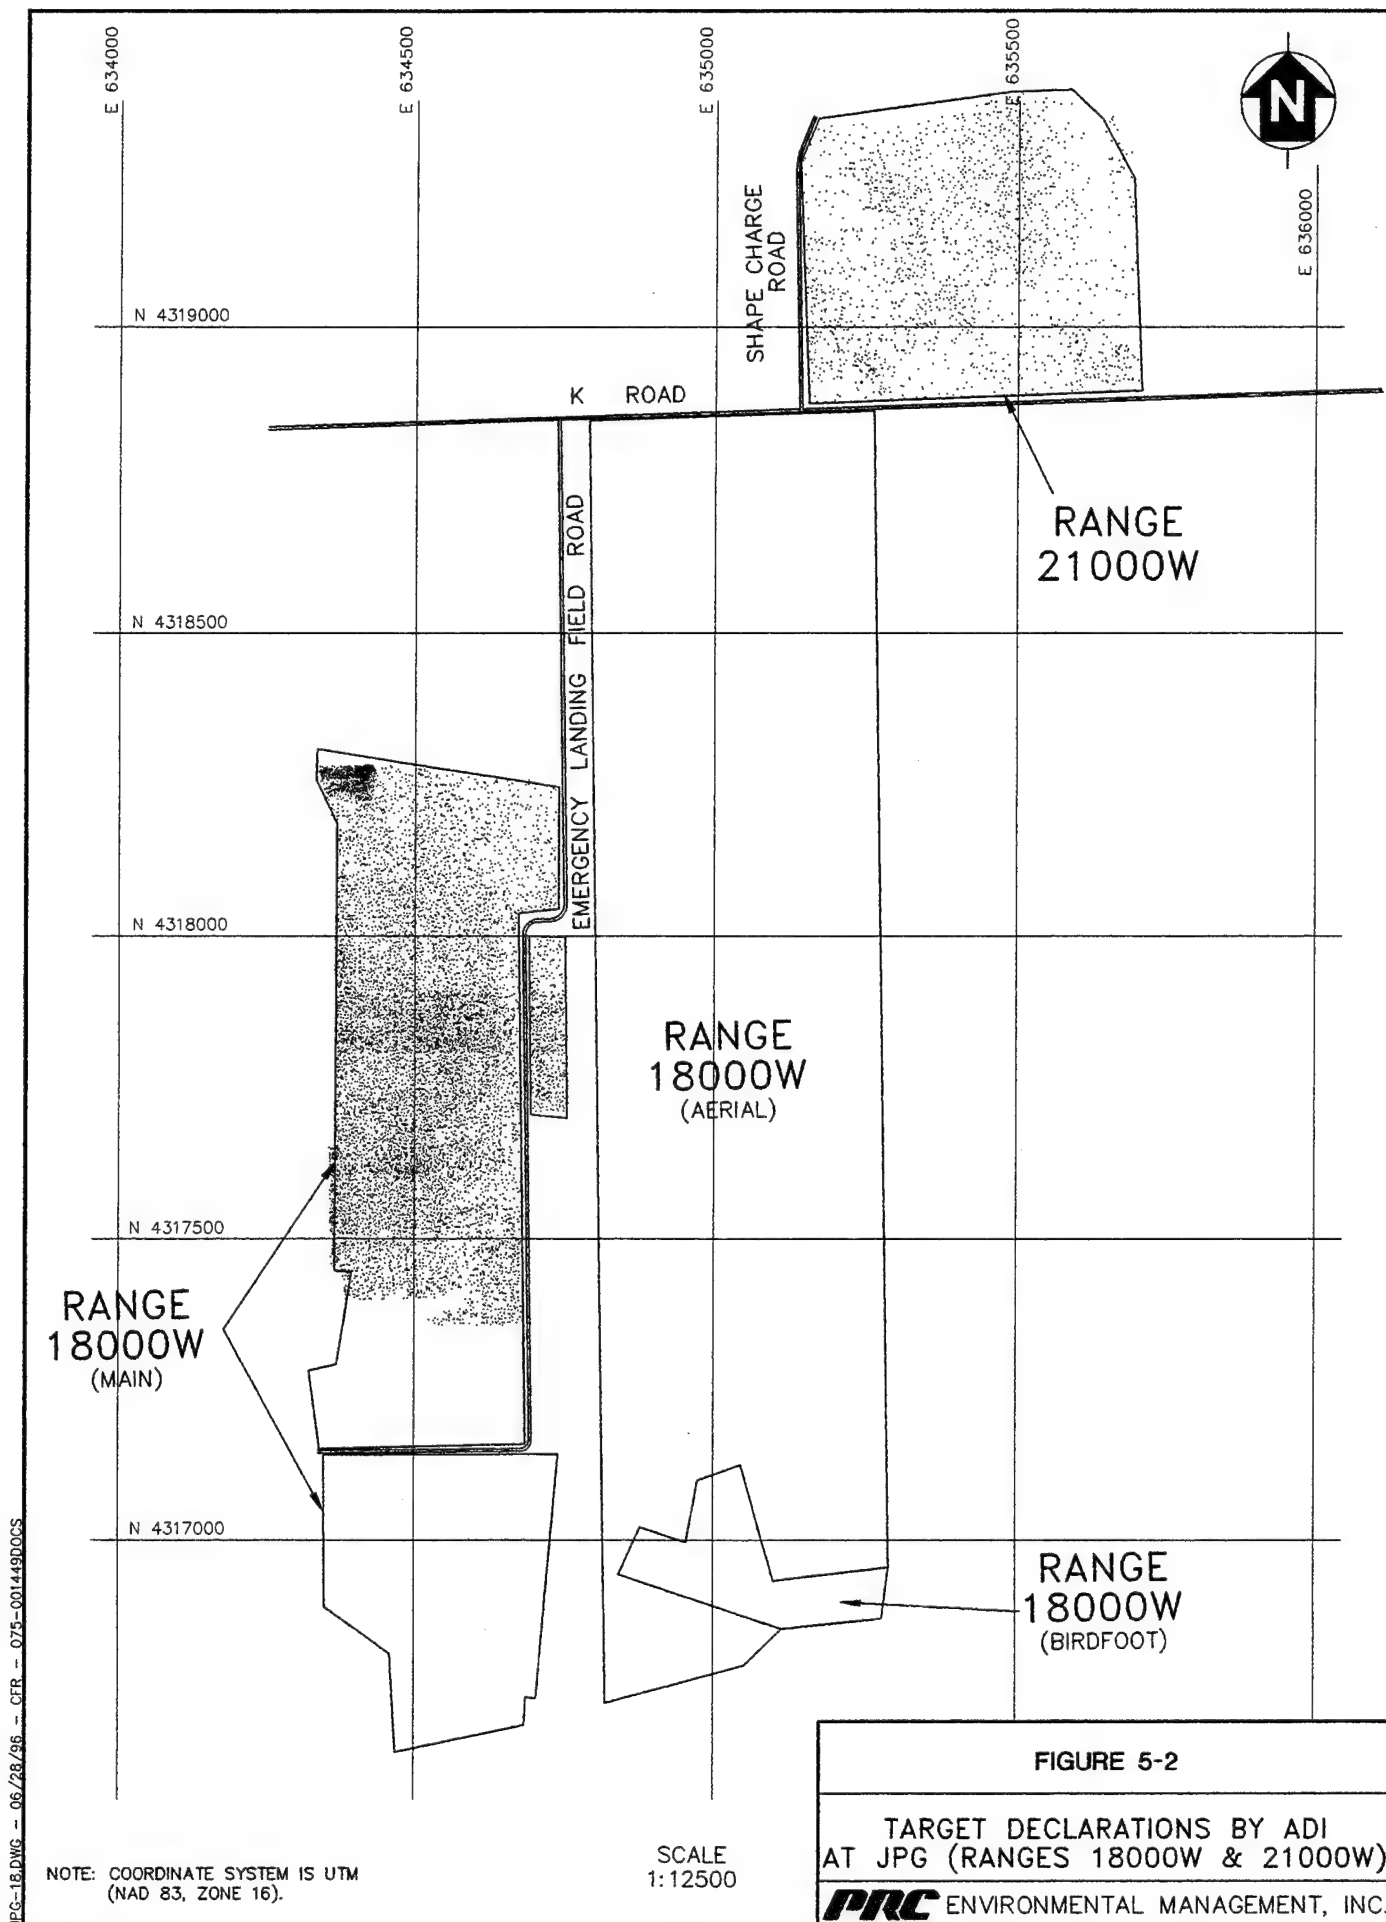 E 634000
E 634500
E 635000
E 635500
N
E 636000
SHAPE CHARGE
ROAD
N 4319000
K ROAD
RANGE
21000W
EMERGENCY LANDING FIELD ROAD
N 4318500
N 4318000
RANGE
18000W
(AERIAL)
N 4317500
RANGE
18000W
(MAIN)
N 4317000
RANGE
18000W
(BIRDFOOT)
FIGURE 5-2
TARGET DECLARATIONS BY ADI
AT JPG (RANGES 18000W & 21000W)
PRC ENVIRONMENTAL MANAGEMENT, INC.
SCALE
1:12500
NOTE: COORDINATE SYSTEM IS UTM
(NAD 83, ZONE 16).
JPG-18.DWG - 06/28/96 - CFR - 075-001449DOCS